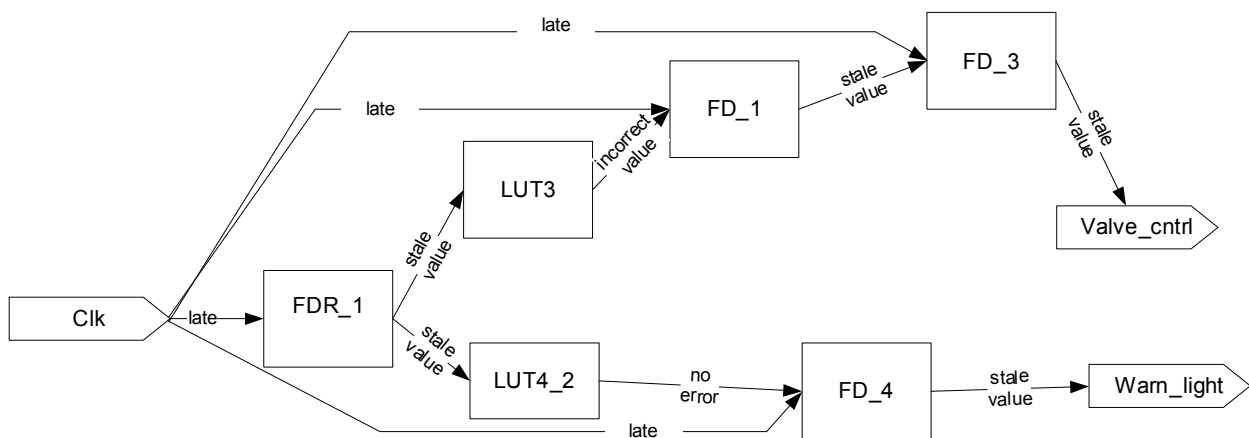 late
FD_3
stale
value
FD_1
late
stale
value
incorrect
value
LUT3
Valve_cntrl
stale
value
Clk
late
FDR_1
stale
value
LUT4_2
no
error
FD_4
stale
value
Warn_light
late